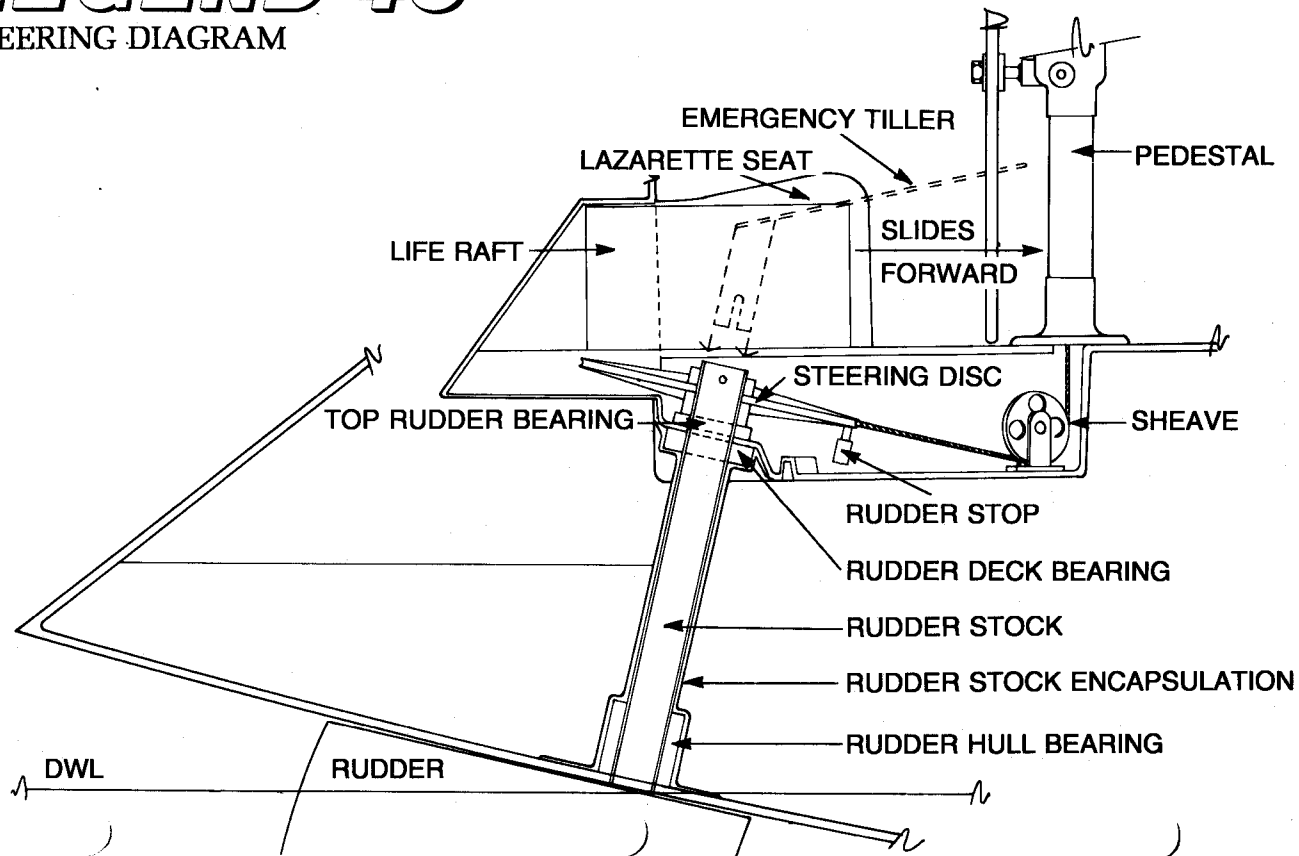 EERING DIAGRAM
EMERGENCY TILLER
LAZARETTE SEAT
PEDESTAL
LIFE RAFT
SLIDES
FORWARD
STEERING DISC
TOP RUDDER BEARING
SHEAVE
RUDDER STOP
RUDDER DECK BEARING
RUDDER STOCK
RUDDER STOCK ENCAPSULATION
RUDDER HULL BEARING
DWL
RUDDER